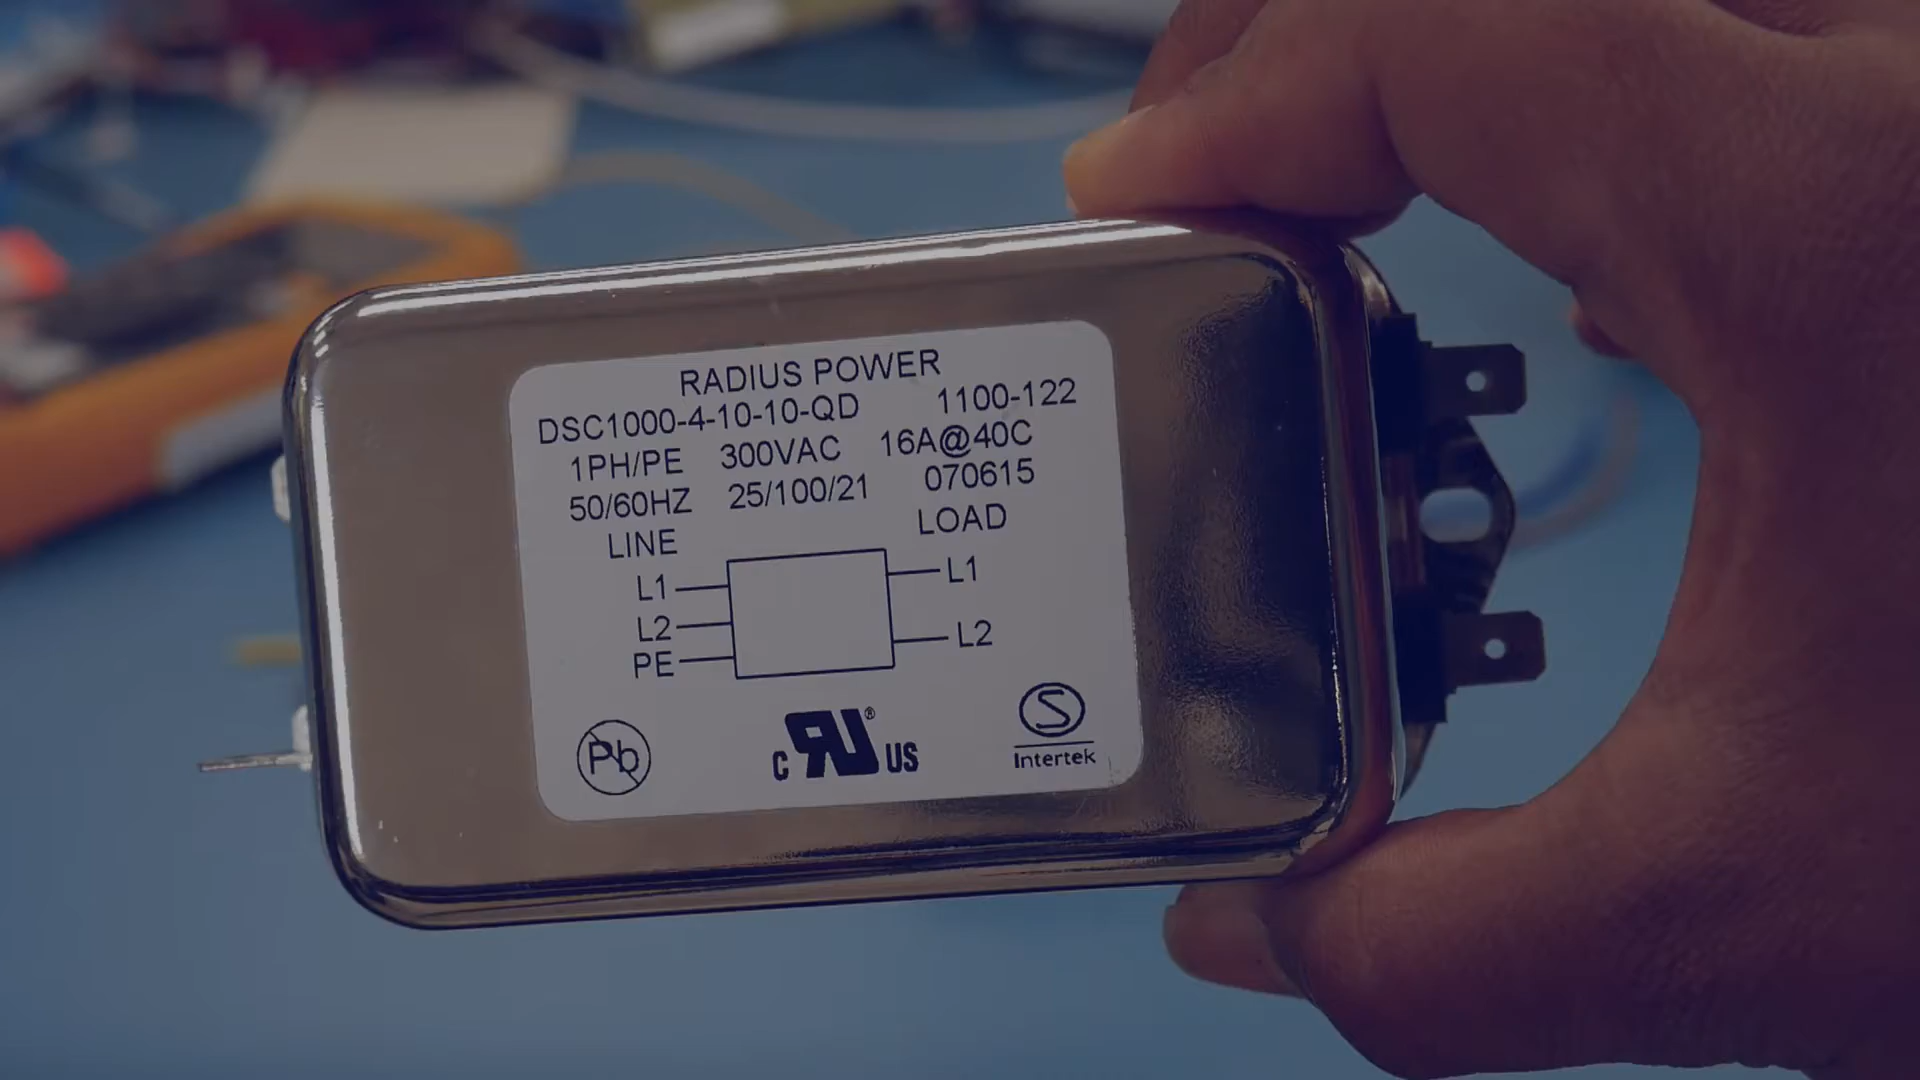 RADIUS POWER
DSC1000-4-10-10-QD 1100-122
1PH/PE 300VAC 16A@40C
50/60HZ 25/100/21 070615
LINE LOAD
L1 L1
L2 L2
PE
Pb c RU ® US Intertek